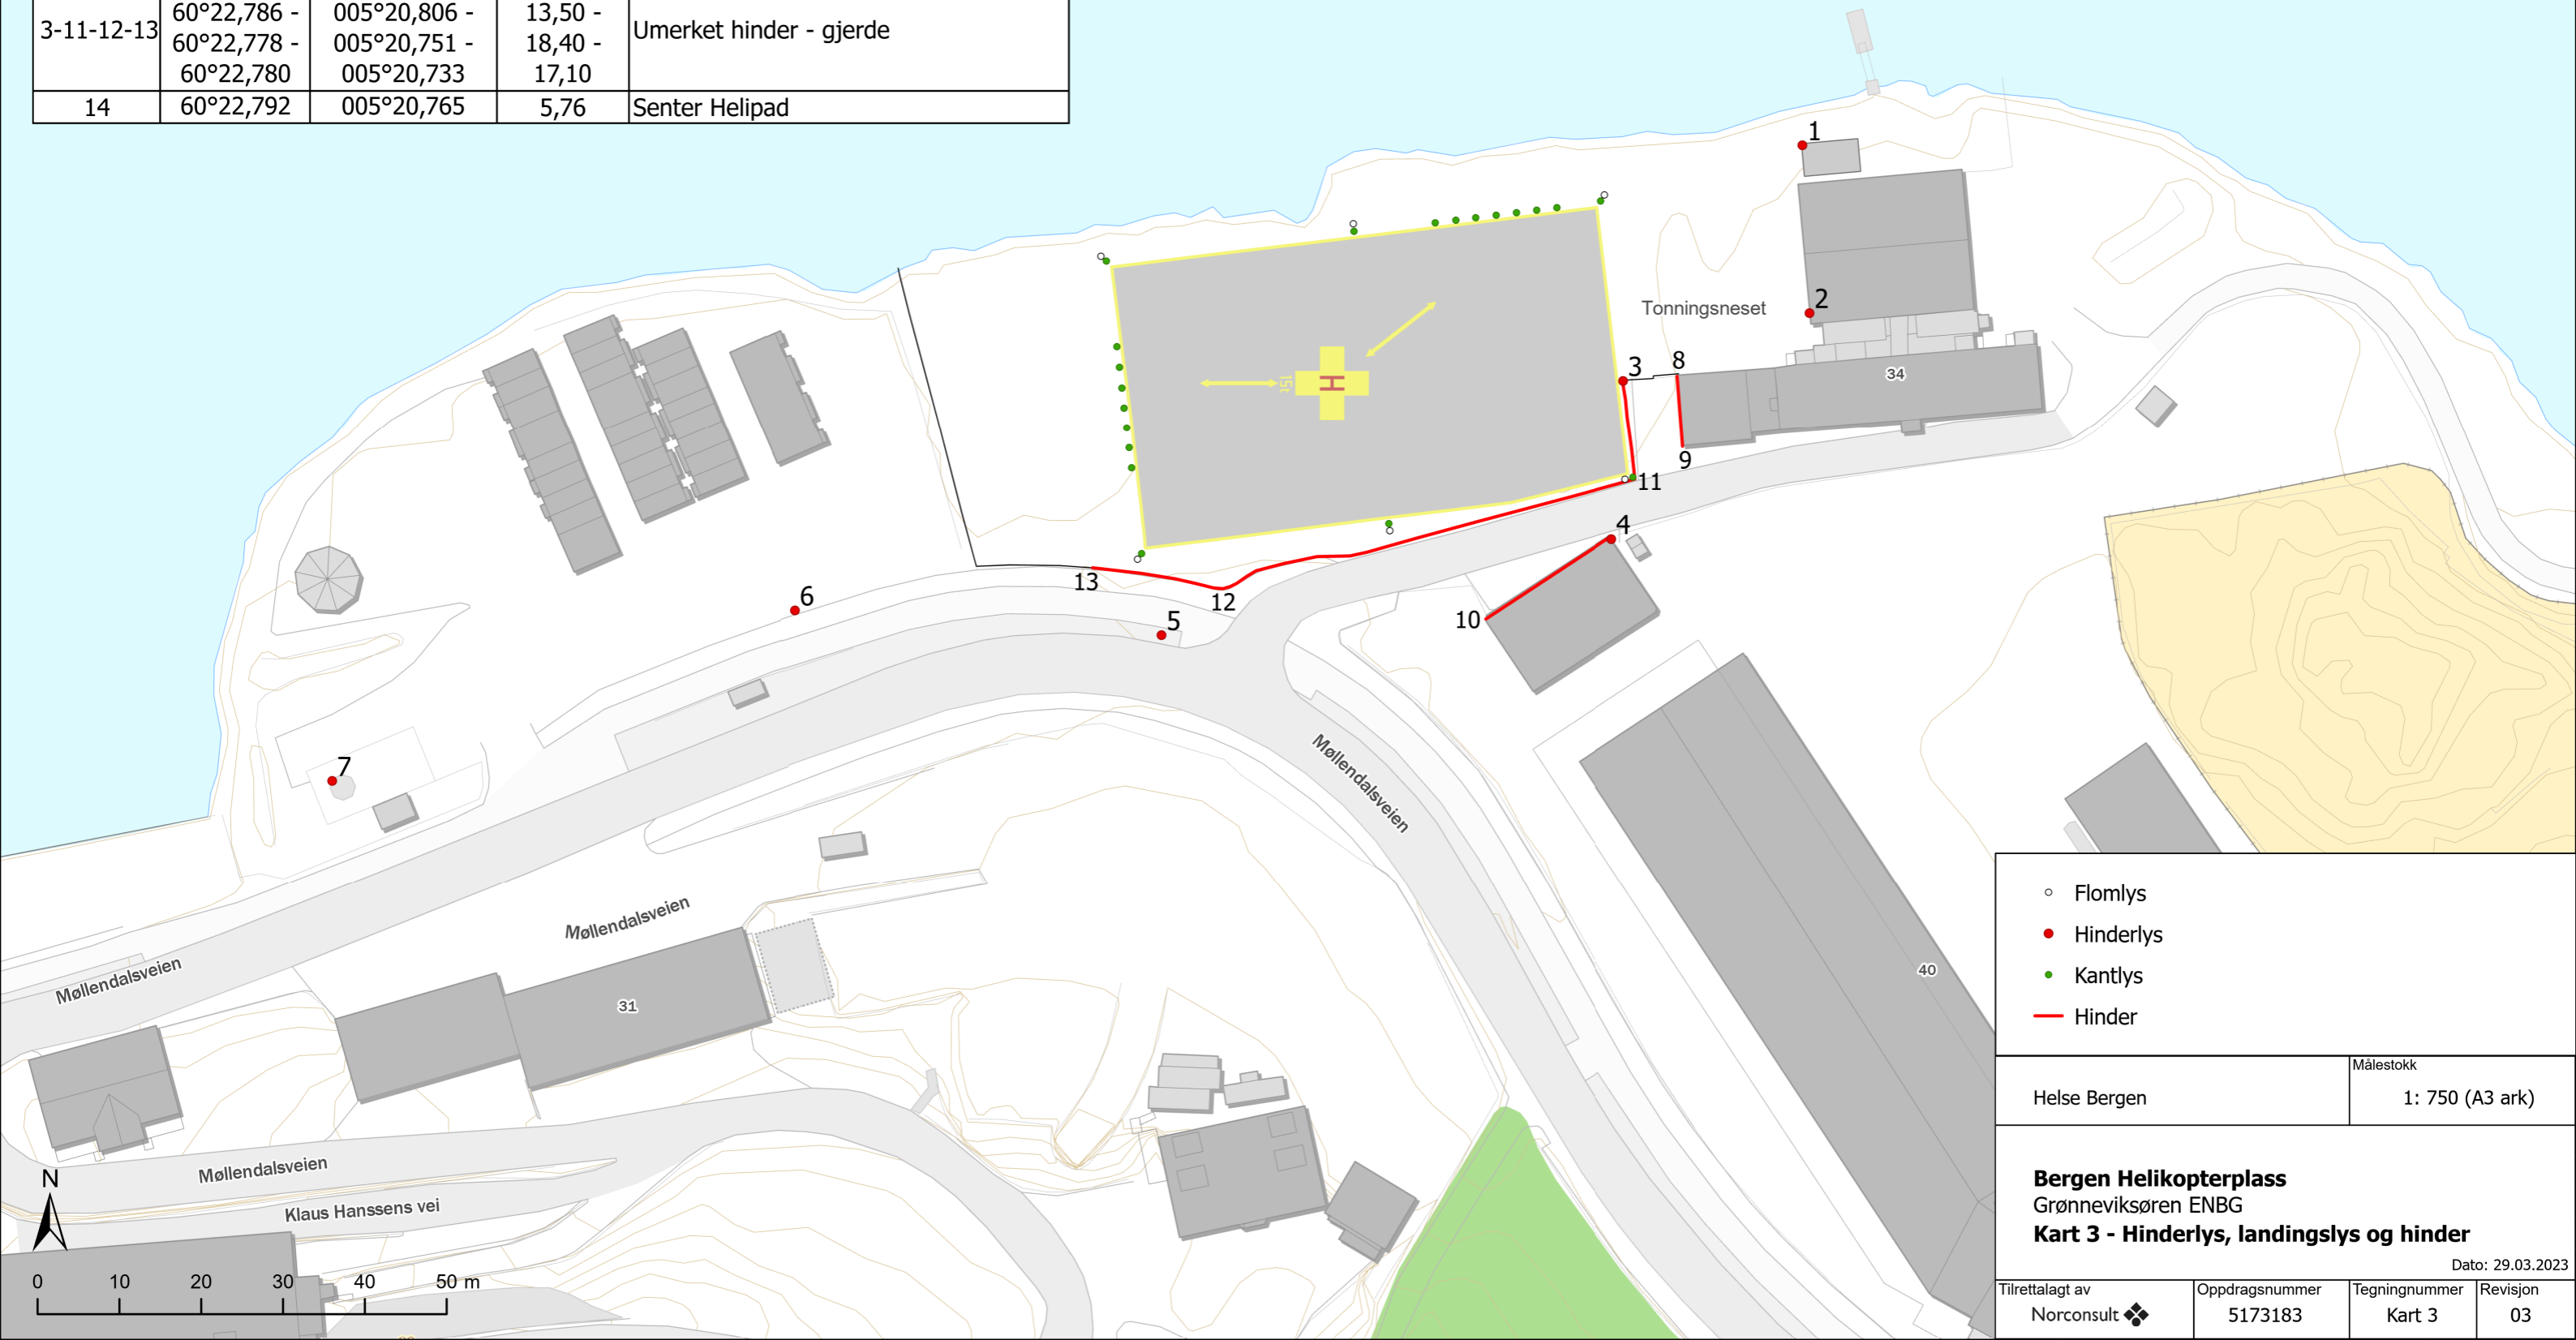 3-11-12-13
60°22,786 -
60°22,778 -
60°22,780
005°20,806 -
005°20,751 -
005°20,733
13,50 -
18,40 -
17,10
Umerket hinder - gjerde
14
60°22,792
005°20,765
5,76
Senter Helipad
1
2
Tonningsneset
3
8
34
15t
H
9
11
4
13
12
10
6
5
7
Møllendalsveien
Møllendalsveien
Møllendalsveien
31
40
Møllendalsveien
Klaus Hanssens vei
N
0 10 20 30 40 50 m
Flomlys
Hinderlys
Kantlys
Hinder
Helse Bergen
Målestokk
1: 750 (A3 ark)
Bergen Helikopterplass
Grønneviksøren ENBG
Kart 3 - Hinderlys, landingslys og hinder
Dato: 29.03.2023
Tilrettalagt av
Norconsult
Oppdragsnummer
5173183
Tegningnummer
Kart 3
Revisjon
03